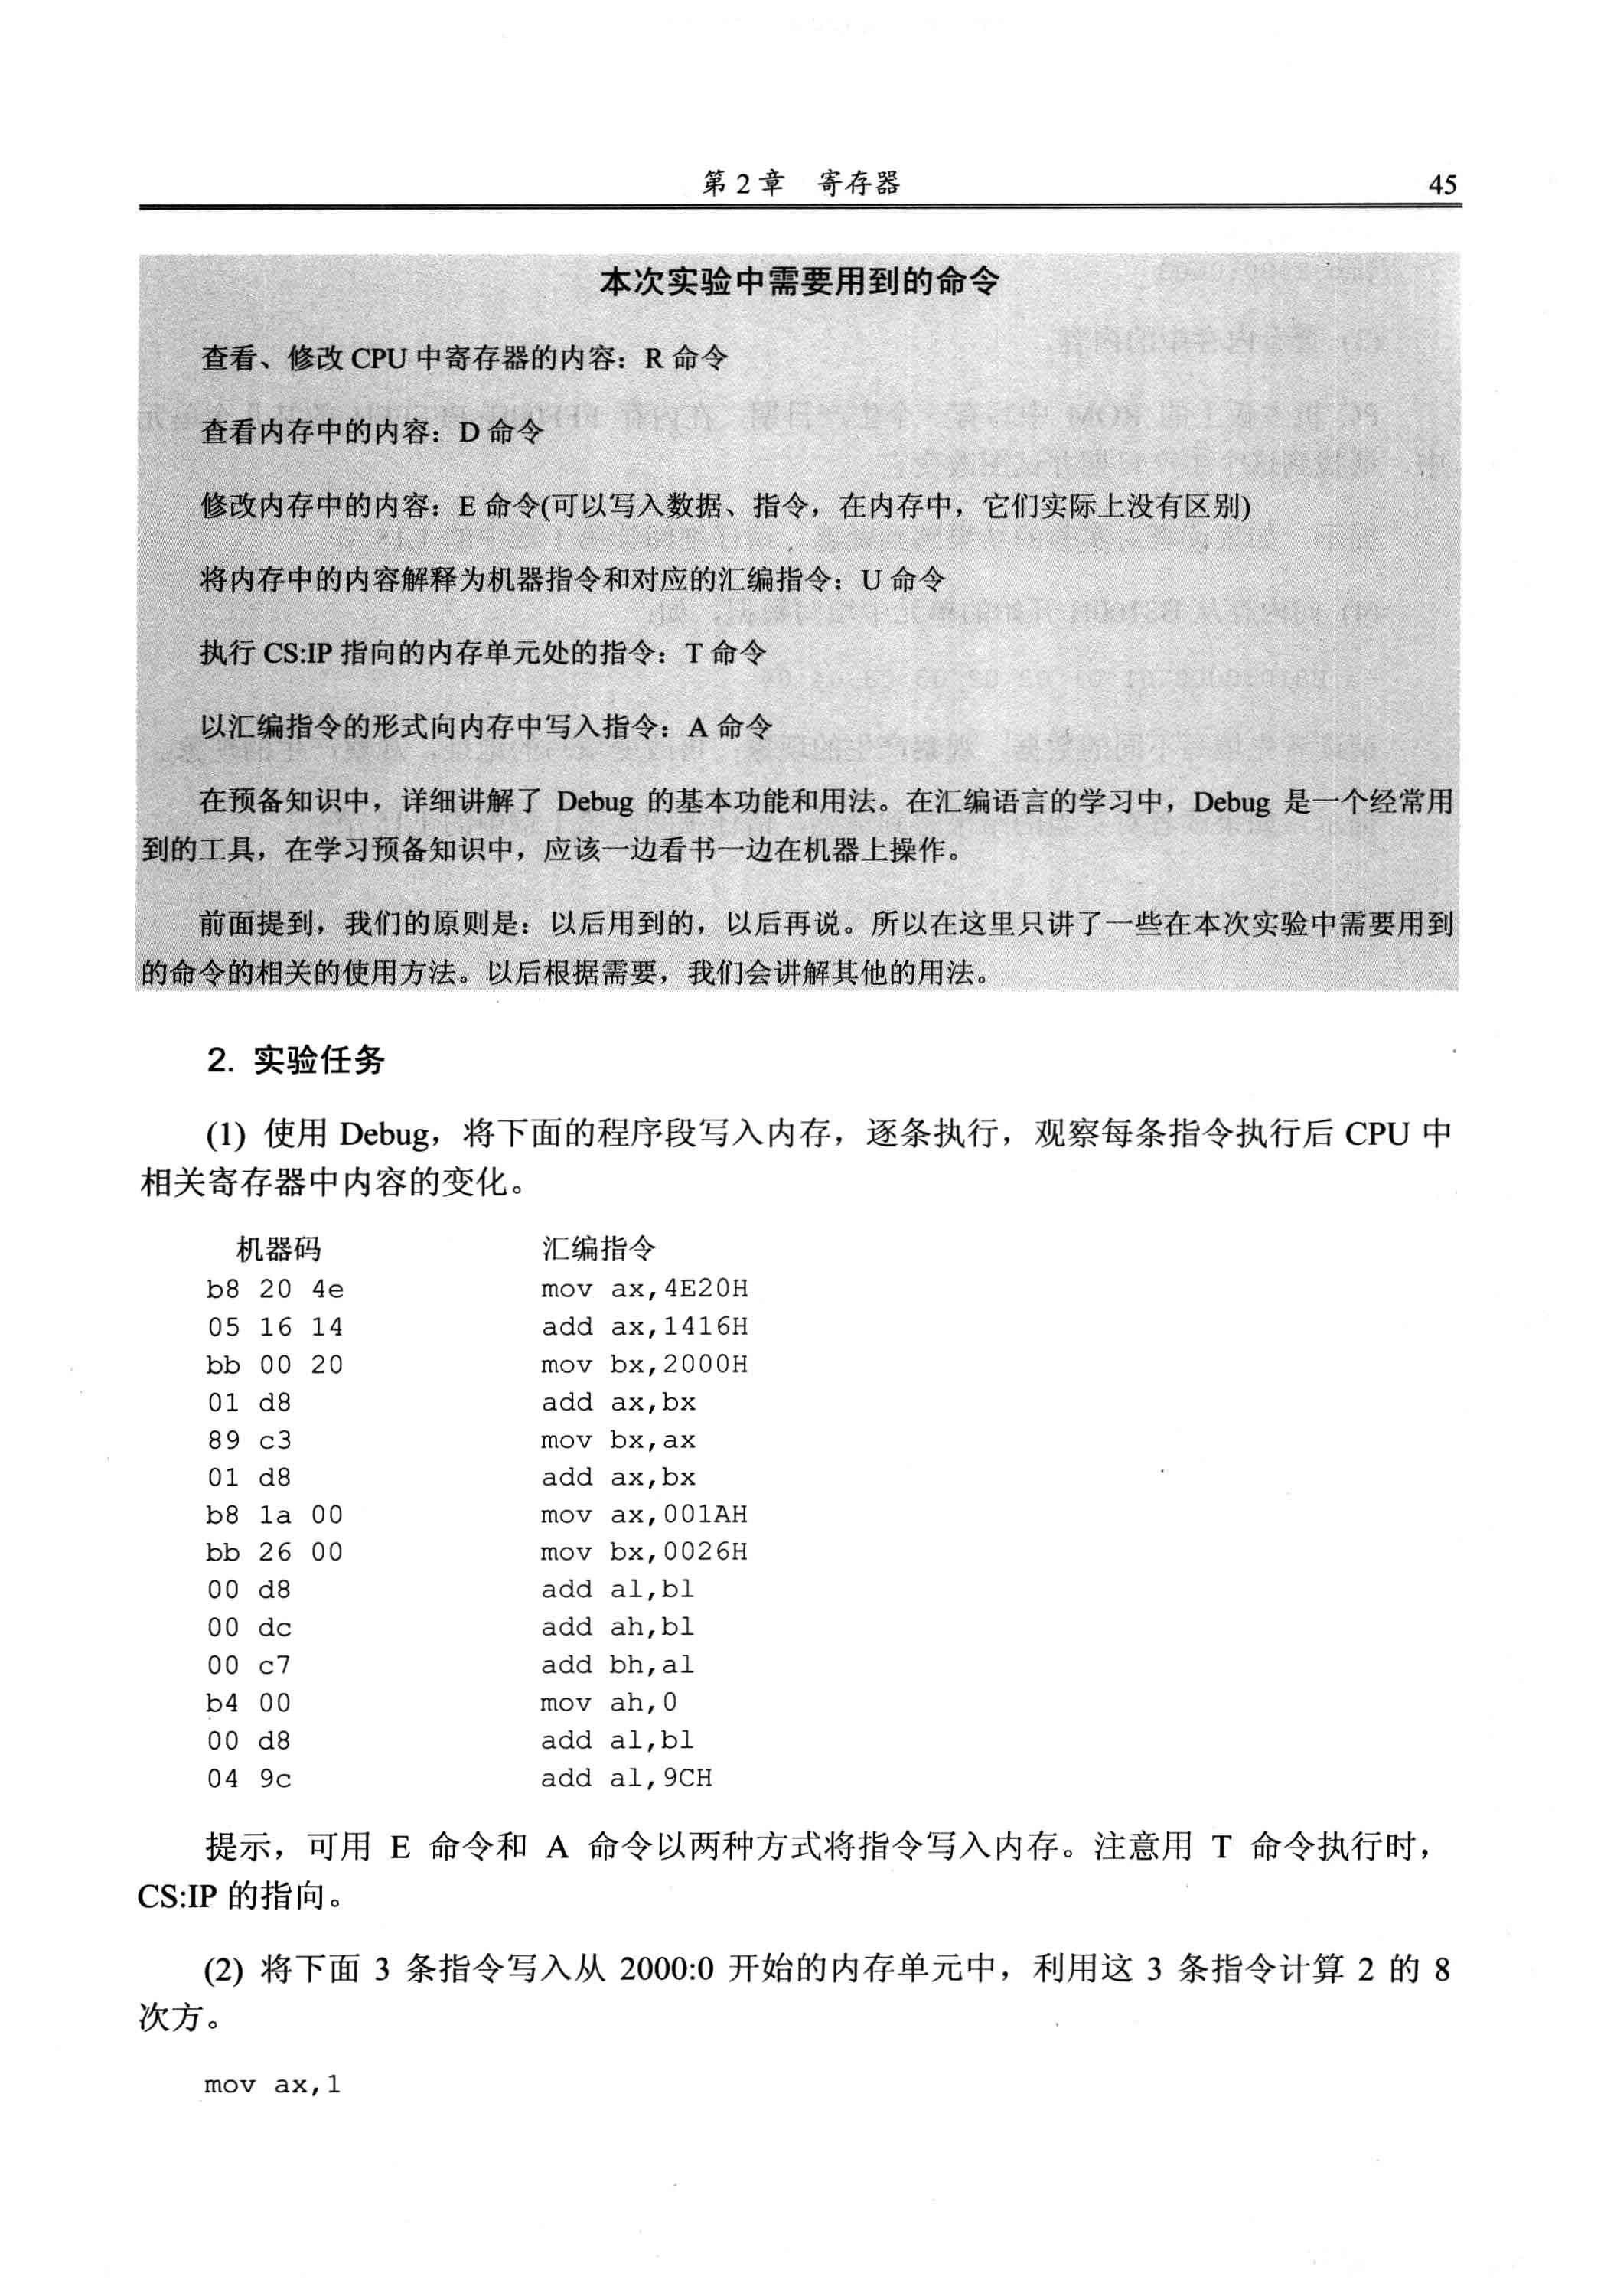 第 2 章 寄存器 45
本次实验中需要用到的命令
查看、修改 CPU 中寄存器的内容：R 命令
查看内存中的内容：D 命令
修改内存中的内容：E 命令(可以写入数据、指令，在内存中，它们实际上没有区别)
将内存中的内容解释为机器指令和对应的汇编指令：U 命令
执行 CS:IP 指向的内存单元处的指令：T 命令
以汇编指令的形式向内存中写入指令：A 命令
在预备知识中，详细讲解了 Debug 的基本功能和用法。在汇编语言的学习中，Debug 是一个经常用
到的工具，在学习预备知识中，应该一边看书一边在机器上操作。
前面提到，我们的原则是：以后用到的，以后再说。所以在这里只讲了一些在本次实验中需要用到
的命令的相关的使用方法。以后根据需要，我们会讲解其他的用法。
2. 实验任务
(1) 使用 Debug，将下面的程序段写入内存，逐条执行，观察每条指令执行后 CPU 中
相关寄存器中内容的变化。
机器码 汇编指令
b8 20 4e mov ax,4E20H
05 16 14 add ax,1416H
bb 00 20 mov bx,2000H
01 d8 add ax,bx
89 c3 mov bx,ax
01 d8 add ax,bx
b8 1a 00 mov ax,001AH
bb 26 00 mov bx,0026H
00 d8 add al,bl
00 dc add ah,bl
00 c7 add bh,al
b4 00 mov ah,0
00 d8 add al,bl
04 9c add al,9CH
提示，可用 E 命令和 A 命令以两种方式将指令写入内存。注意用 T 命令执行时，
CS:IP 的指向。
(2) 将下面 3 条指令写入从 2000:0 开始的内存单元中，利用这 3 条指令计算 2 的 8
次方。
mov ax,1